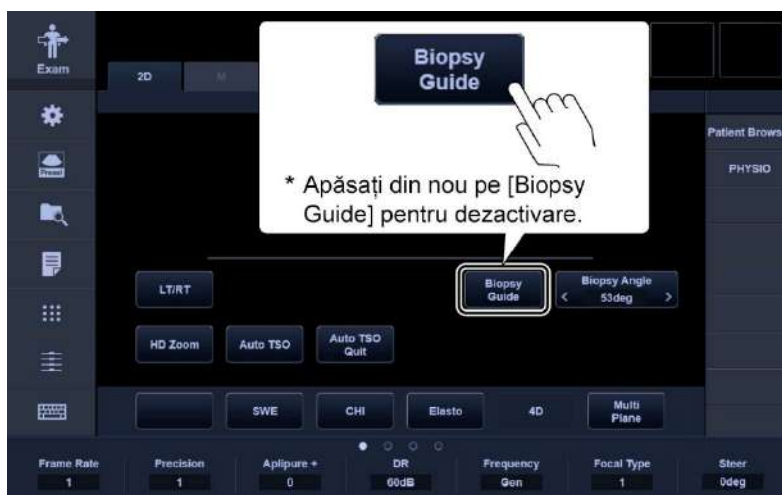 Exam
2D
M
Biopsy
Guide
* Apăsați din nou pe [Biopsy
Guide] pentru dezactivare.
Patient Brows
PHYSIO
Preset
LT/RT
Biopsy
Guide
Biopsy Angle
< 53deg >
HD Zoom
Auto TSO
Auto TSO
Quit
SWE
CHI
Elasto
4D
Multi
Plane
Frame Rate
1
Precision
1
Aplipure +
0
DR
60dB
Frequency
Gen
Focal Type
1
Steer
0deg